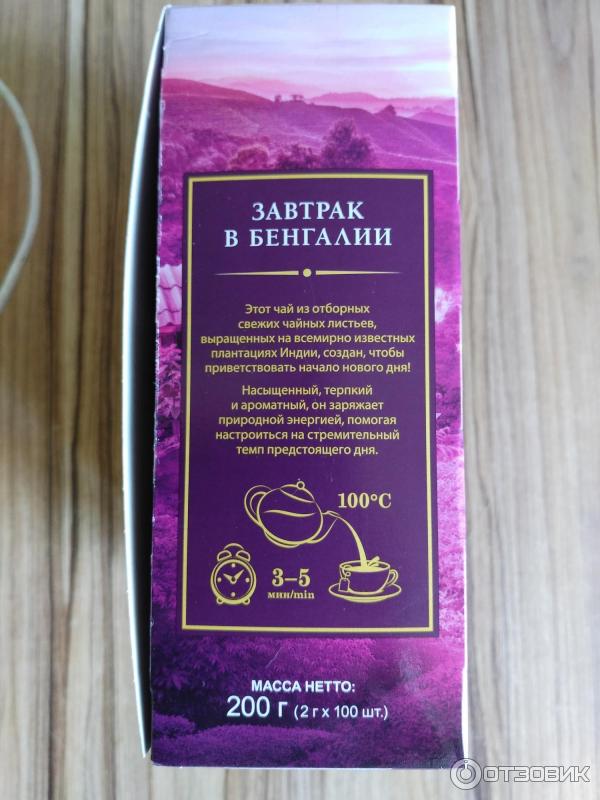 ЗАВТРАК
В БЕНГАЛИИ
Этот чай из отборных
свежих чайных листьев,
выращенных на всемирно известных
плантациях Индии, создан, чтобы
приветствовать начало нового дня!
Насыщенный, терпкий
и ароматный, он заряжает
природной энергией, помогая
настроиться на стремительный
темп предстоящего дня.
100°C
3–5
мин/min
МАССА НЕТТО:
200 г (2 г x 100 шт.)
ОТЗОВИК